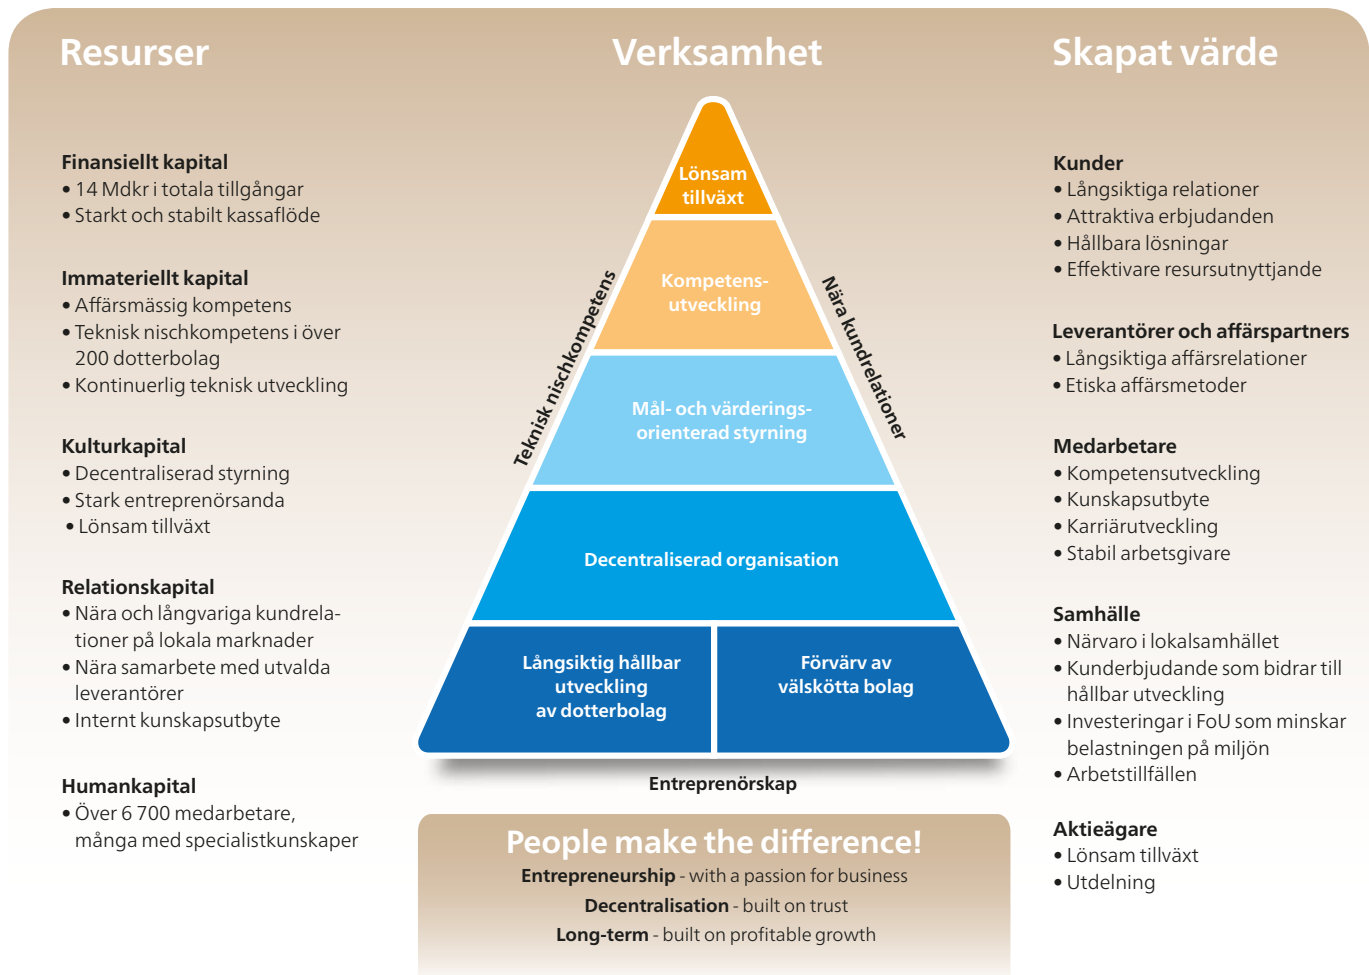 Resurser
Finansiellt kapital
• 14 Mdkr i totala tillgångar
• Starkt och stabilt kassaflöde
Immateriellt kapital
• Affärsmässig kompetens
• Teknisk nischkompetens i över
200 dotterbolag
• Kontinuerlig teknisk utveckling
Kulturkapital
• Decentraliserad styrning
• Stark entreprenörsanda
• Lönsam tillväxt
Relationskapital
• Nära och långvariga kundrela-
tioner på lokala marknader
• Nära samarbete med utvalda
leverantörer
• Internt kunskapsutbyte
Humankapital
• Över 6 700 medarbetare,
många med specialistkunskaper
Verksamhet
Lönsam
tillväxt
Kompetens-
utveckling
Mål- och värderings-
orienterad styrning
Decentraliserad organisation
Långsiktig hållbar
utveckling
av dotterbolag
Förvärv av
välskötta bolag
Teknisk nischkompetens
Nära kundrelationer
Entreprenörskap
People make the difference!
Entrepreneurship - with a passion for business
Decentralisation - built on trust
Long-term - built on profitable growth
Skapat värde
Kunder
• Långsiktiga relationer
• Attraktiva erbjudanden
• Hållbara lösningar
• Effektivare resursutnyttjande
Leverantörer och affärspartners
• Långsiktiga affärsrelationer
• Etiska affärsmetoder
Medarbetare
• Kompetensutveckling
• Kunskapsutbyte
• Karriärutveckling
• Stabil arbetsgivare
Samhälle
• Närvaro i lokalsamhället
• Kunderbjudande som bidrar till
hållbar utveckling
• Investeringar i FoU som minskar
belastningen på miljön
• Arbetstillfällen
Aktieägare
• Lönsam tillväxt
• Utdelning